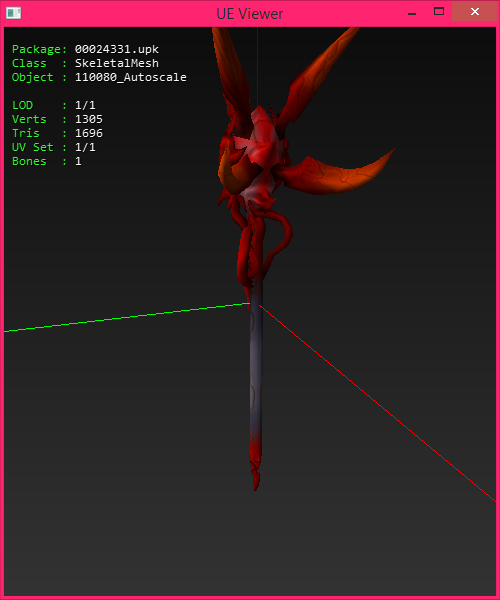 UE Viewer
Package: 00024331.upk
Class : SkeletalMesh
Object : 110080_Autoscale
LOD : 1/1
Verts : 1305
Tris : 1696
UV Set : 1/1
Bones : 1